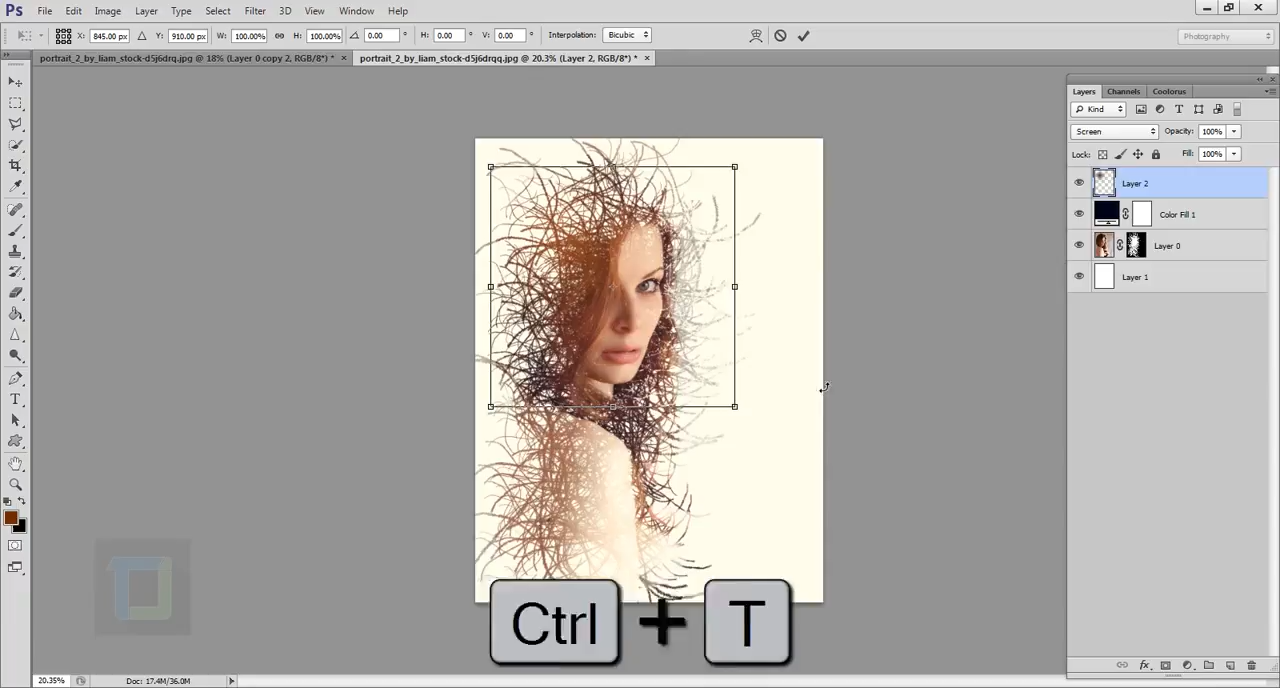 Ps File Edit Image Layer Type Select Filter 3D View Window Help
X: 845.00 px Y: 910.00 px W: 100.00% H: 100.00% 0.00 ° H: 0.00 ° V: 0.00 ° Interpolation: Bicubic Photography
portrait_2_by_liam_stock-d5j6drq.jpg @ 18% (Layer 0 copy 2, RGB/8*) * × portrait_2_by_liam_stock-d5j6drqq.jpg @ 20.3% (Layer 2, RGB/8*) * ×
Layers Channels Coolorus
Kind
Screen Opacity: 100%
Lock: Fill: 100%
Layer 2
Color Fill 1
Layer 0
Layer 1
Ctrl + T
20.35% Doc: 17.4M/36.0M